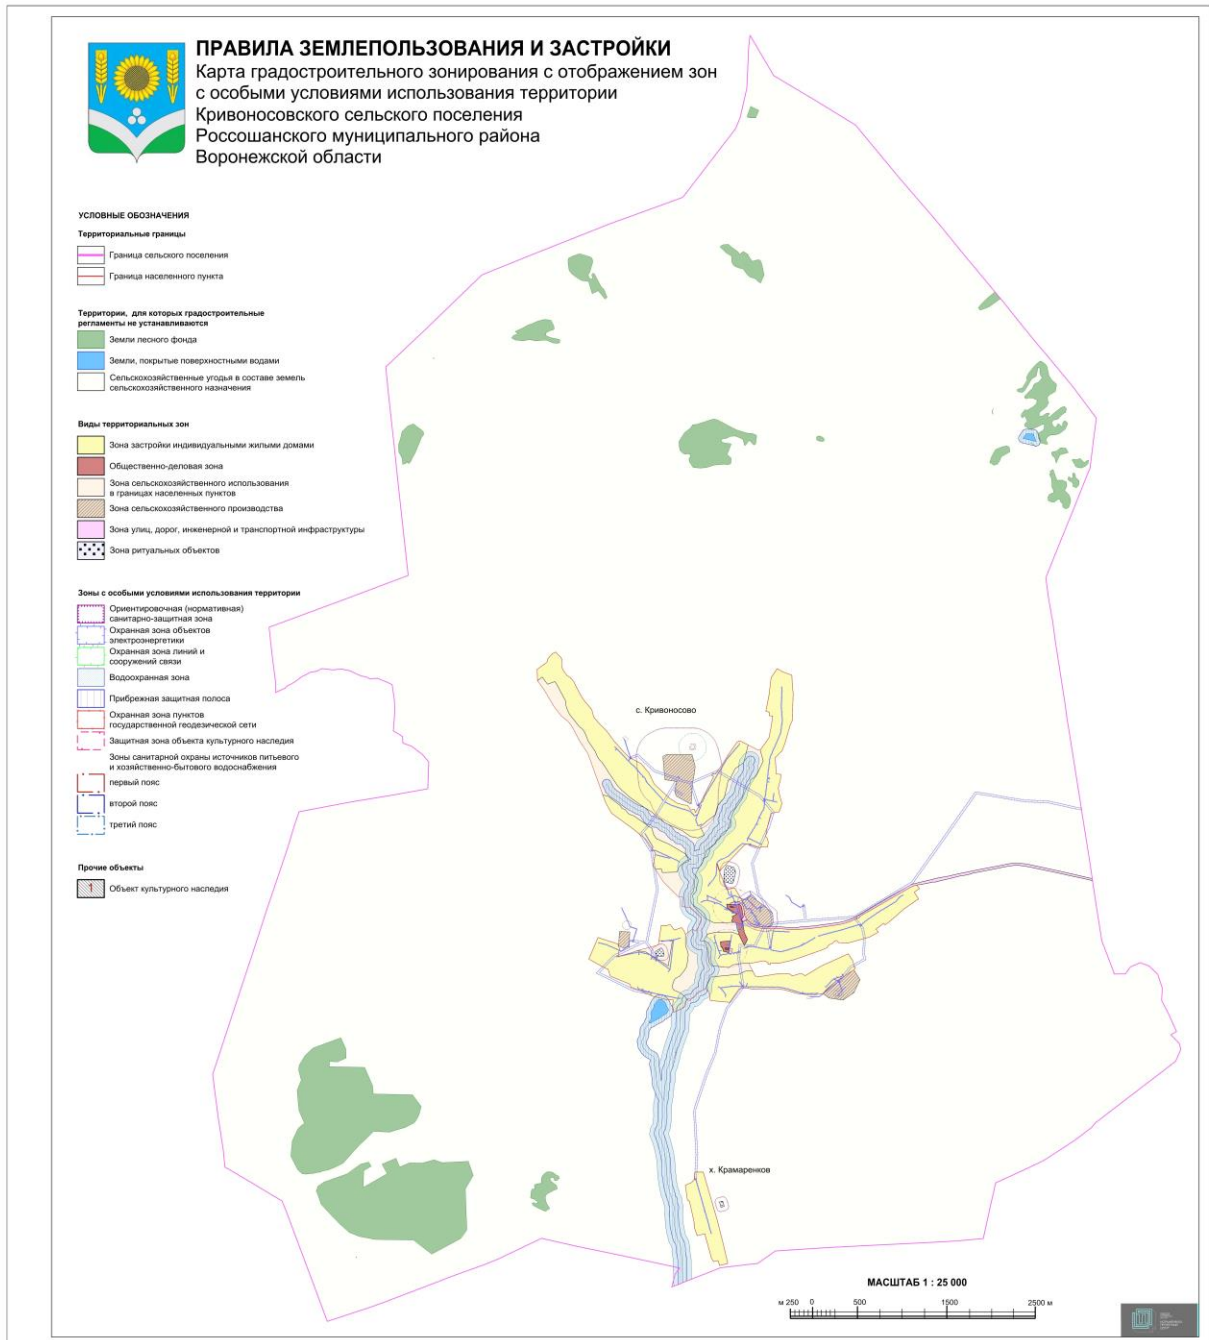 ПРАВИЛА ЗЕМЛЕПОЛЬЗОВАНИЯ И ЗАСТРОЙКИ
Карта градостроительного зонирования с отображением зон
с особыми условиями использования территории
Кривоносовского сельского поселения
Россошанского муниципального района
Воронежской области
УСЛОВНЫЕ ОБОЗНАЧЕНИЯ
Территориальные границы
Граница сельского поселения
Граница населенного пункта
Территории, для которых градостроительные
регламенты не устанавливаются
Земли лесного фонда
Земли, покрытые поверхностными водами
Сельскохозяйственные угодья в составе земель
сельскохозяйственного назначения
Виды территориальных зон
Зона застройки индивидуальными жилыми домами
Общественно-деловая зона
Зона сельскохозяйственного использования
в границах населенных пунктов
Зона сельскохозяйственного производства
Зона улиц, дорог, инженерной и транспортной инфраструктуры
Зона ритуальных объектов
Зоны с особыми условиями использования территории
Ориентировочная (нормативная)
санитарно-защитная зона
Охранная зона объектов
электроэнергетики
Охранная зона линий и
сооружений связи
Водоохранная зона
Прибрежная защитная полоса
Охранная зона пунктов
государственной геодезической сети
Защитная зона объекта культурного наследия
Зоны санитарной охраны источников питьевого
и хозяйственно-бытового водоснабжения
первый пояс
второй пояс
третий пояс
Прочие объекты
1 Объект культурного наследия
с. Кривоносово
х. Крамаренков
МАСШТАБ 1 : 25 000
м 250 0 500 1500 2500 м